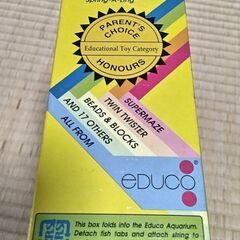 Spring-A-Ling
PARENT'S
CHOICE
Educational Toy Category
HONOURS
SUPERMAZE
TWIN TWISTER
BEADS & BLOCKS
AND 17 OTHERS
ALL FROM
eDUCO
This box folds into the Educo Aquarium.
Detach fish tabs and attach string to